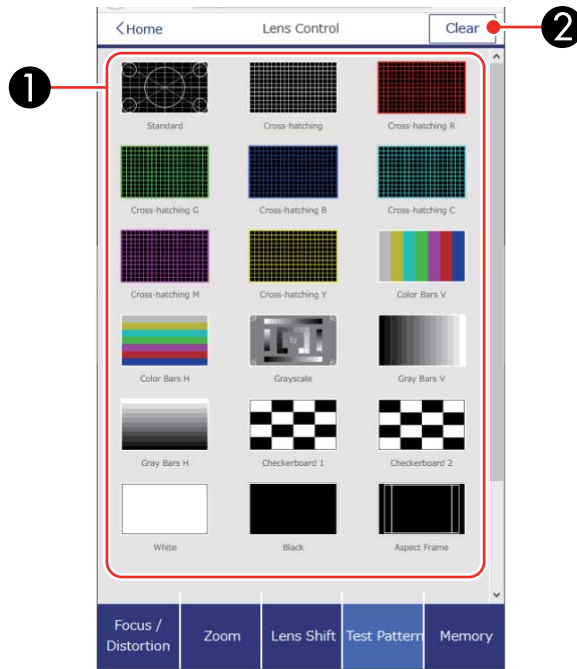 <Home Lens Control Clear
2
1
Standard Cross-hatching Cross-hatching R
Cross-hatching G Cross-hatching B Cross-hatching C
Cross-hatching M Cross-hatching Y Color Bars V
Color Bars H Grayscale Gray Bars V
Gray Bars H Checkerboard 1 Checkerboard 2
White Black Aspect Frame
Focus /
Distortion Zoom Lens Shift Test Pattern Memory